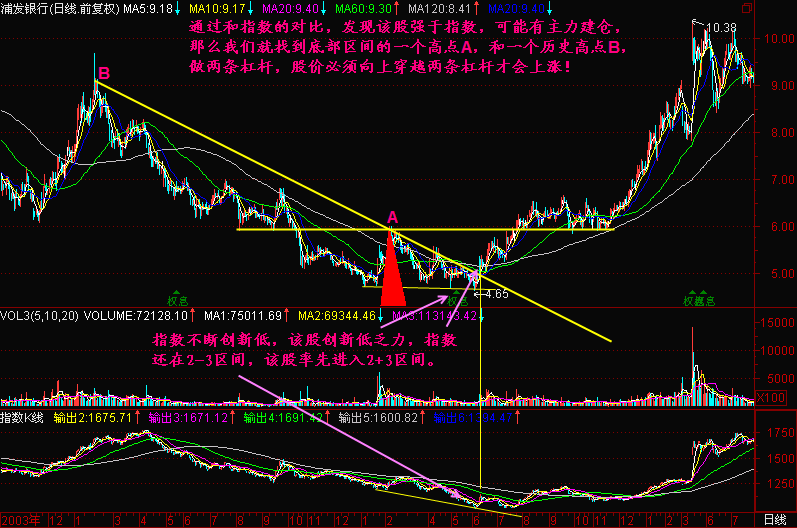 浦发银行(日线.前复权) MA5:9.18↓ MA10:9.17↓ MA20:9.40↓ MA60:9.30↑ MA120:8.41↑ MA20:9.40↓
通过和指数的对比，发现该股强于指数，可能有主力建仓，
那么我们就找到底部区间的一个高点A，和一个历史高点B，
做两条杠杆，股价必须向上穿越两条杠杆才会上涨！
10.38
10.00
B
9.00
8.00
7.00
A
6.00
5.00
4.65
权息 权息 权息
VOL3(5,10,20) VOLUME:72128.10↑ MA1:75011.69↑ MA2:69344.46↓ MA3:113143.42↓
指数不断创新低，该股创新低乏力，指数
还在2-3区间，该股率先进入2+3区间。
15000
10000
5000
X100
指数K线 输出2:1675.71↑ 输出3:1671.12↑ 输出4:1691.42↑ 输出5:1600.82↑
1750
1500
1250
2003年 12 1 3 4 5 6 7 8 9 10 11 1 2 4 5 6 7 8 9 10 11 12 1 2 3 5 6 7 日线